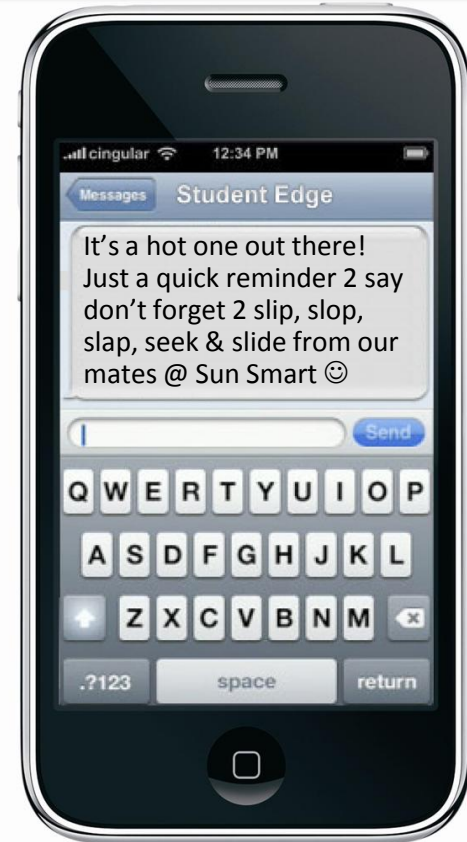 cingular 12:34 PM
Messages Student Edge
It's a hot one out there!
Just a quick reminder 2 say
don't forget 2 slip, slop,
slap, seek & slide from our
mates @ Sun Smart ☺
Send
Q W E R T Y U I O P
A S D F G H J K L
Z X C V B N M
.?123 space return